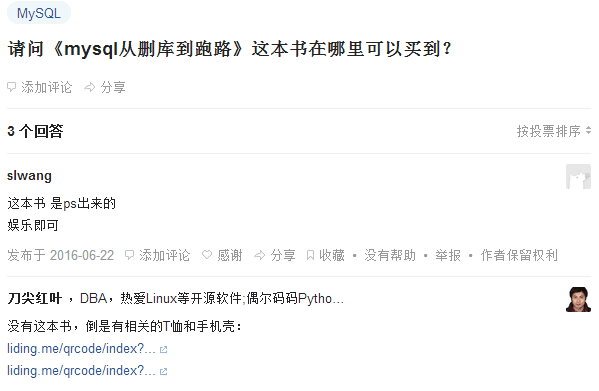 MySQL
请问《mysql从删库到跑路》这本书在哪里可以买到？
添加评论 分享
3 个回答
按投票排序
slwang
这本书 是ps出来的
娱乐即可
发布于 2016-06-22 添加评论 感谢 分享 收藏 • 没有帮助 • 举报 • 作者保留权利
刀尖红叶 ，DBA，热爱Linux等开源软件;偶尔码码Pytho...
没有这本书，倒是有相关的T恤和手机壳：
liding.me/qrcode/index?...
liding.me/qrcode/index?...